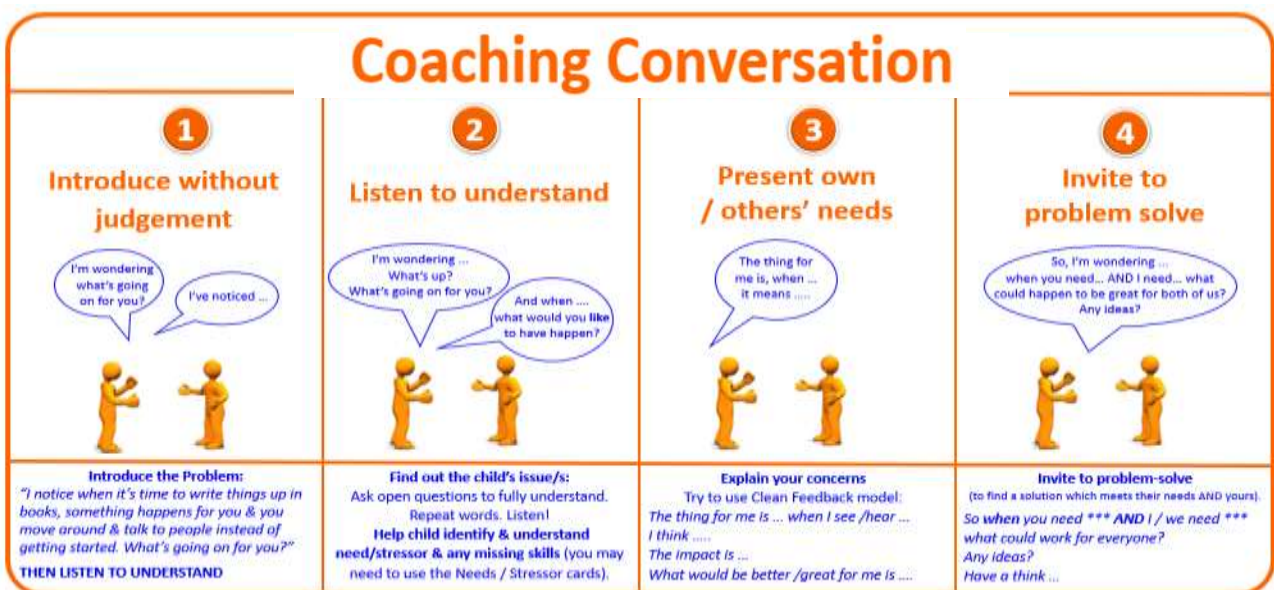 Coaching Conversation
1
Introduce without
judgement
I'm wondering
what's going
on for you?
I've noticed ...
Introduce the Problem:
"I notice when it's time to write things up in
books, something happens for you & you
move around & talk to people instead of
getting started. What's going on for you?"
THEN LISTEN TO UNDERSTAND
2
Listen to understand
I'm wondering ...
What's up?
What's going on for you?
And when ....
what would you like
to have happen?
Find out the child's issue/s:
Ask open questions to fully understand.
Repeat words. Listen!
Help child identify & understand
need/stressor & any missing skills (you may
need to use the Needs / Stressor cards).
3
Present own
/ others' needs
The thing for
me is, when ...
it means .....
Explain your concerns
Try to use Clean Feedback model:
The thing for me is ... when I see /hear ...
I think .....
The impact is ...
What would be better /great for me is ....
4
Invite to
problem solve
So, I'm wondering ...
when you need... AND I need... what
could happen to be great for both of us?
Any ideas?
Invite to problem-solve
(to find a solution which meets their needs AND yours).
So when you need *** AND I / we need ***
what could work for everyone?
Any ideas?
Have a think ...